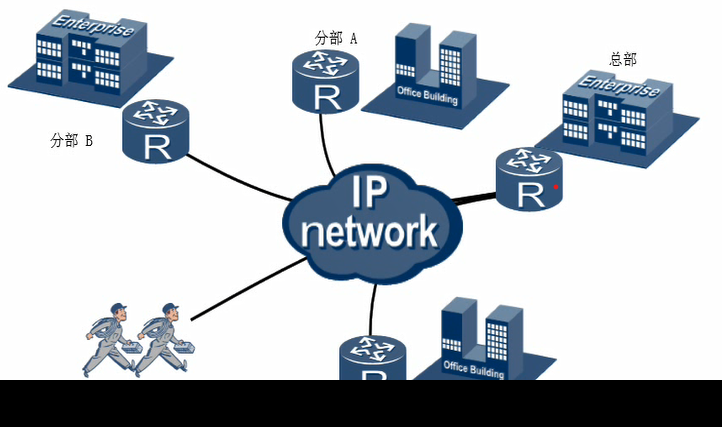 Enterprise
分部 A
总部
Enterprise
R
Office Building
分部 B
R
R
IP
network
Office Building
R